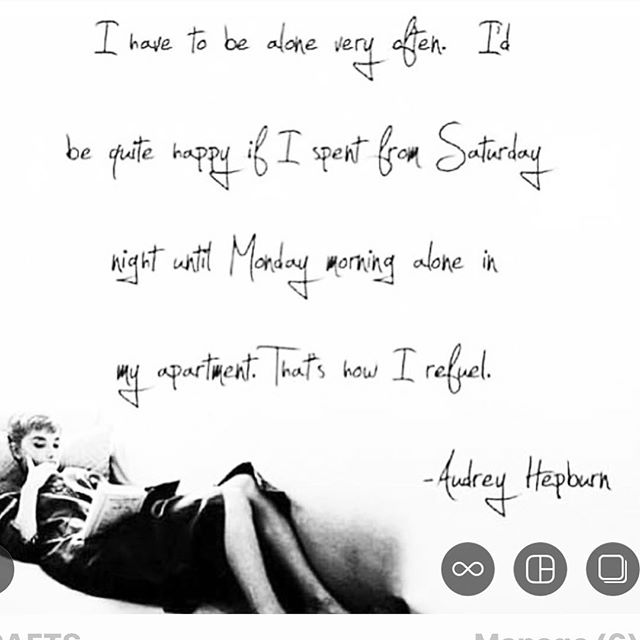 I have to be alone very often. I'd
be quite happy if I spent from Saturday
night until Monday morning alone in
my apartment. That's how I refuel.
-Audrey Hepburn